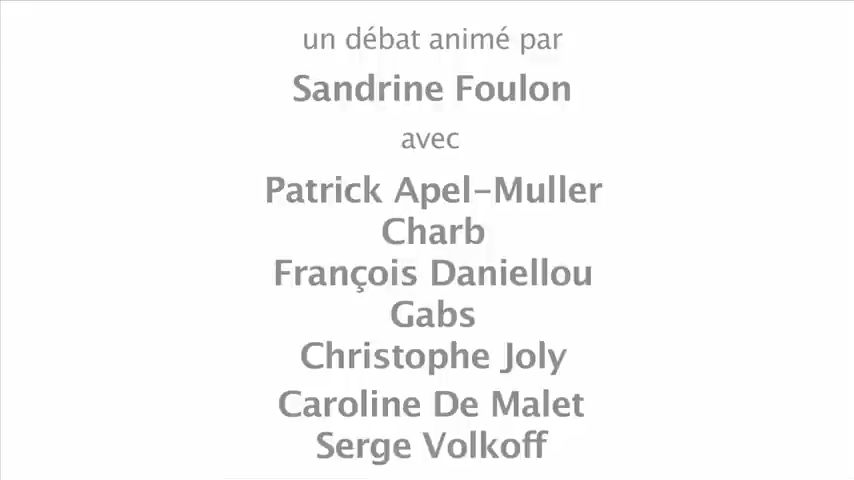 un débat animé par
Sandrine Foulon
avec
Patrick Apel-Muller
Charb
François Daniellou
Gabs
Christophe Joly
Caroline De Malet
Serge Volkoff